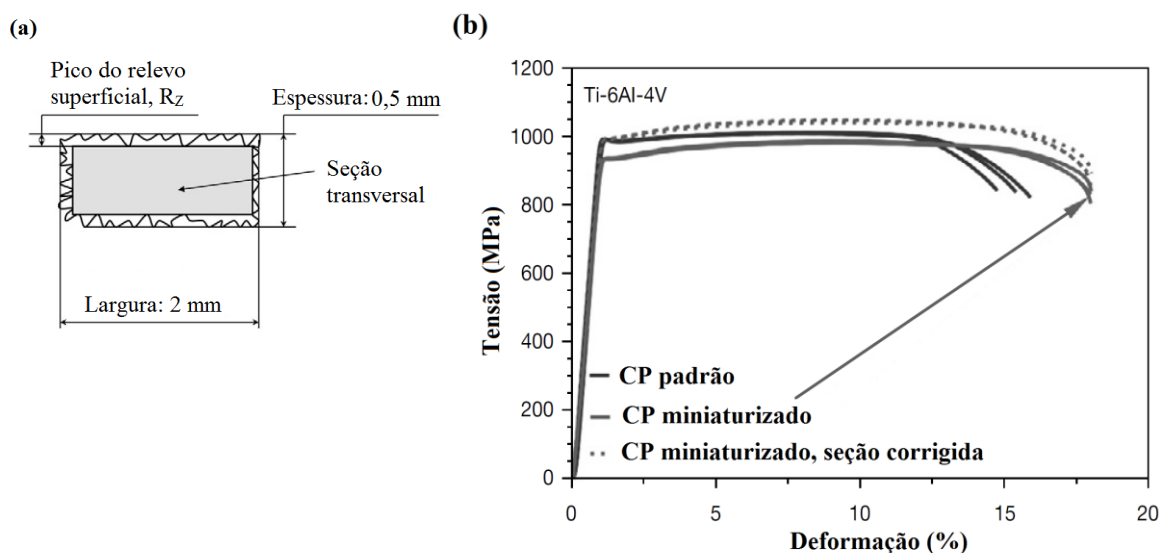 (a)
Pico do relevo
superficial, RZ
Espessura: 0,5 mm
Seção
transversal
Largura: 2 mm
(b)
1200
1000
800
600
400
200
0
Tensão (MPa)
Ti-6Al-4V
CP padrão
CP miniaturizado
CP miniaturizado, seção corrigida
0 5 10 15 20
Deformação (%)